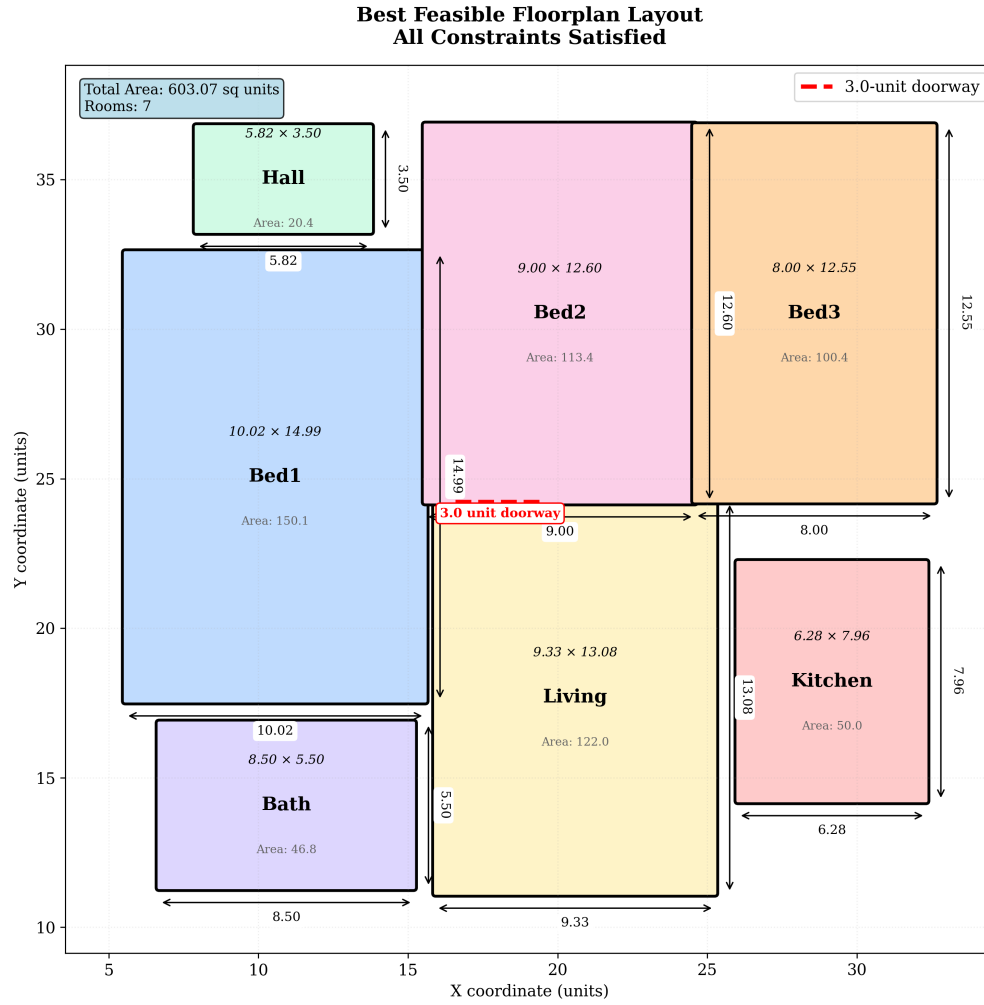 Best Feasible Floorplan Layout
All Constraints Satisfied
Total Area: 603.07 sq units
Rooms: 7
3.0-unit doorway
5.82 × 3.50
Hall
Area: 20.4
3.50
5.82
9.00 × 12.60
Bed2
Area: 113.4
12.60
9.00
8.00 × 12.55
Bed3
Area: 100.4
12.55
8.00
10.02 × 14.99
Bed1
Area: 150.1
14.99
10.02
3.0 unit doorway
9.33 × 13.08
Living
Area: 122.0
13.08
9.33
6.28 × 7.96
Kitchen
Area: 50.0
7.96
6.28
8.50 × 5.50
Bath
Area: 46.8
5.50
8.50
35
30
25
20
15
10
Y coordinate (units)
5 10 15 20 25 30
X coordinate (units)